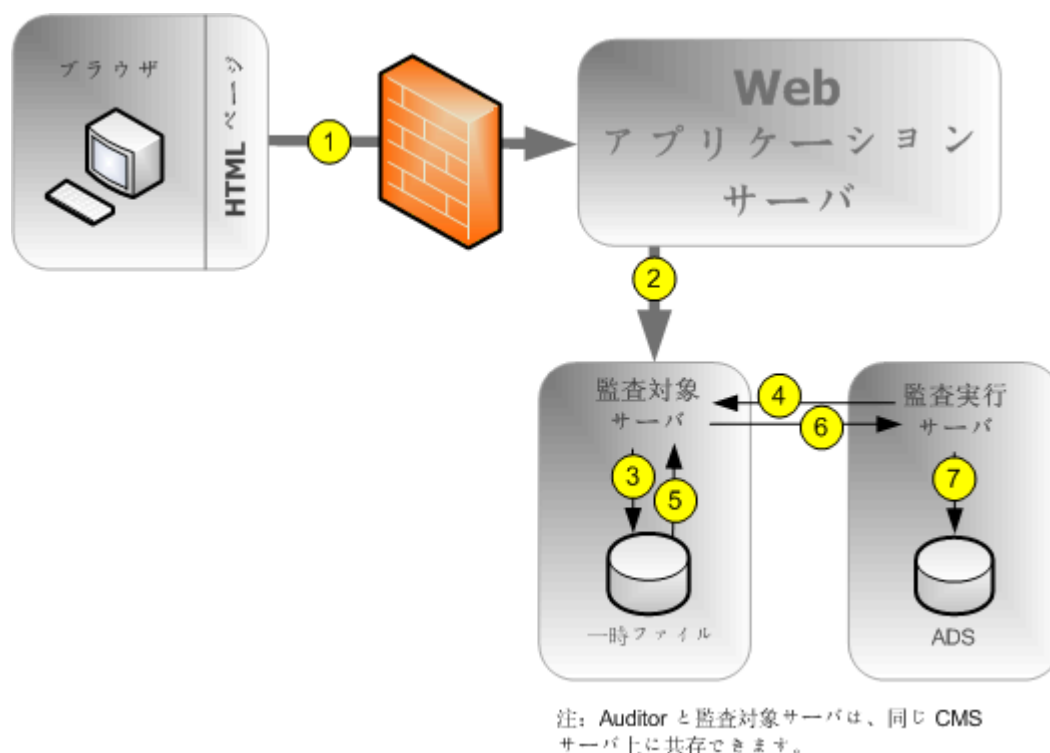 ブラウザ
HTML ページ
1
Web
アプリケーション
サーバ
2
監査対象
サーバ
4
6
監査実行
サーバ
3
5
7
一時ファイル
ADS
注: Auditor と監査対象サーバは、同じ CMS
サーバ上に共存できます。